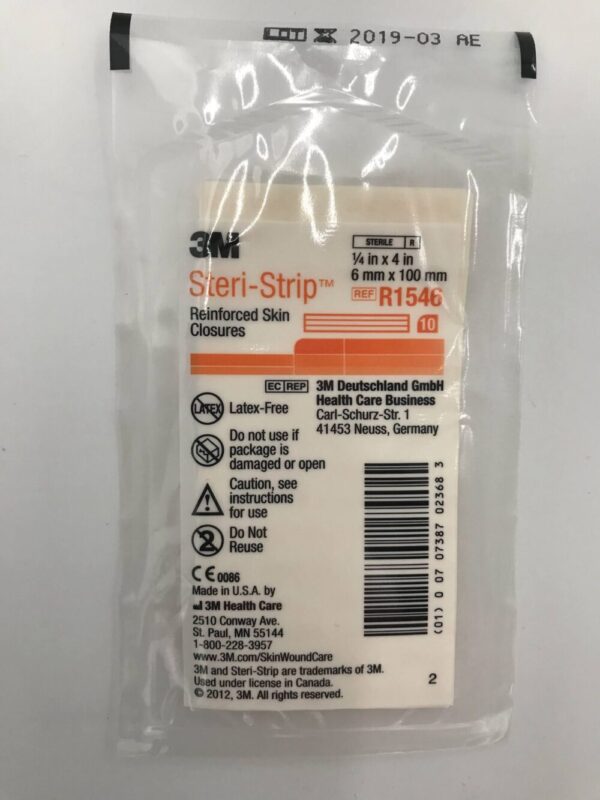 LOT 2019-03 AE
3M
STERILE R
Steri-Strip™
¼ in x 4 in
6 mm x 100 mm
REF R1546
Reinforced Skin
Closures
10
EC REP 3M Deutschland GmbH
Health Care Business
Carl-Schurz-Str. 1
41453 Neuss, Germany
LATEX Latex-Free
Do not use if
package is
damaged or open
Caution, see
instructions
for use
2 Do Not
Reuse
(01) 0 07 07387 02368 3
CE 0086
Made in U.S.A. by
3M Health Care
2510 Conway Ave.
St. Paul, MN 55144
1-800-228-3957
www.3M.com/SkinWoundCare
3M and Steri-Strip are trademarks of 3M.
Used under license in Canada.
© 2012, 3M. All rights reserved.
2